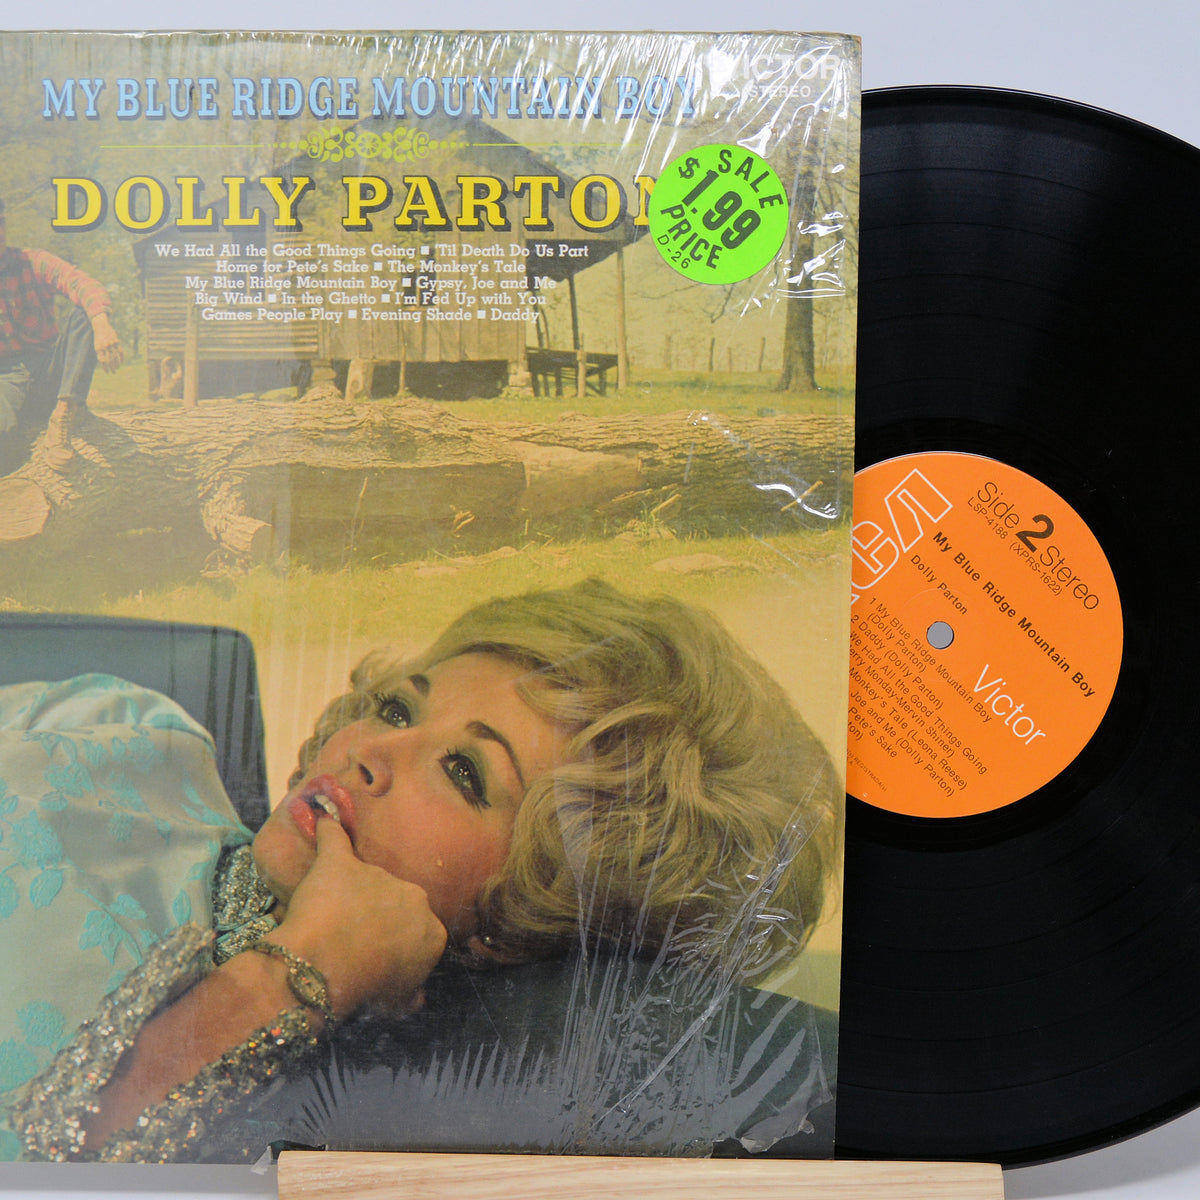 VICTOR
STEREO
MY BLUE RIDGE MOUNTAIN BOY
DOLLY PARTON
SALE
$1.99
PRICE
D-26
We Had All the Good Things Going ■ 'Til Death Do Us Part
Home for Pete's Sake ■ The Monkey's Tale
My Blue Ridge Mountain Boy ■ Gypsy, Joe and Me
Big Wind ■ In the Ghetto ■ I'm Fed Up with You
Games People Play ■ Evening Shade ■ Daddy
RCA
Side 2 Stereo
LSP-4188 (XPRS-1622)
My Blue Ridge Mountain Boy
Dolly Parton
1 My Blue Ridge Mountain Boy
(Dolly Parton)
2 Daddy (Dolly Parton)
We Had All the Good Things Going
Monday-Melvin Shiner)
Monkey's Tale (Leona Reese)
Joe and Me (Dolly Parton)
Pete's Sake
Victor